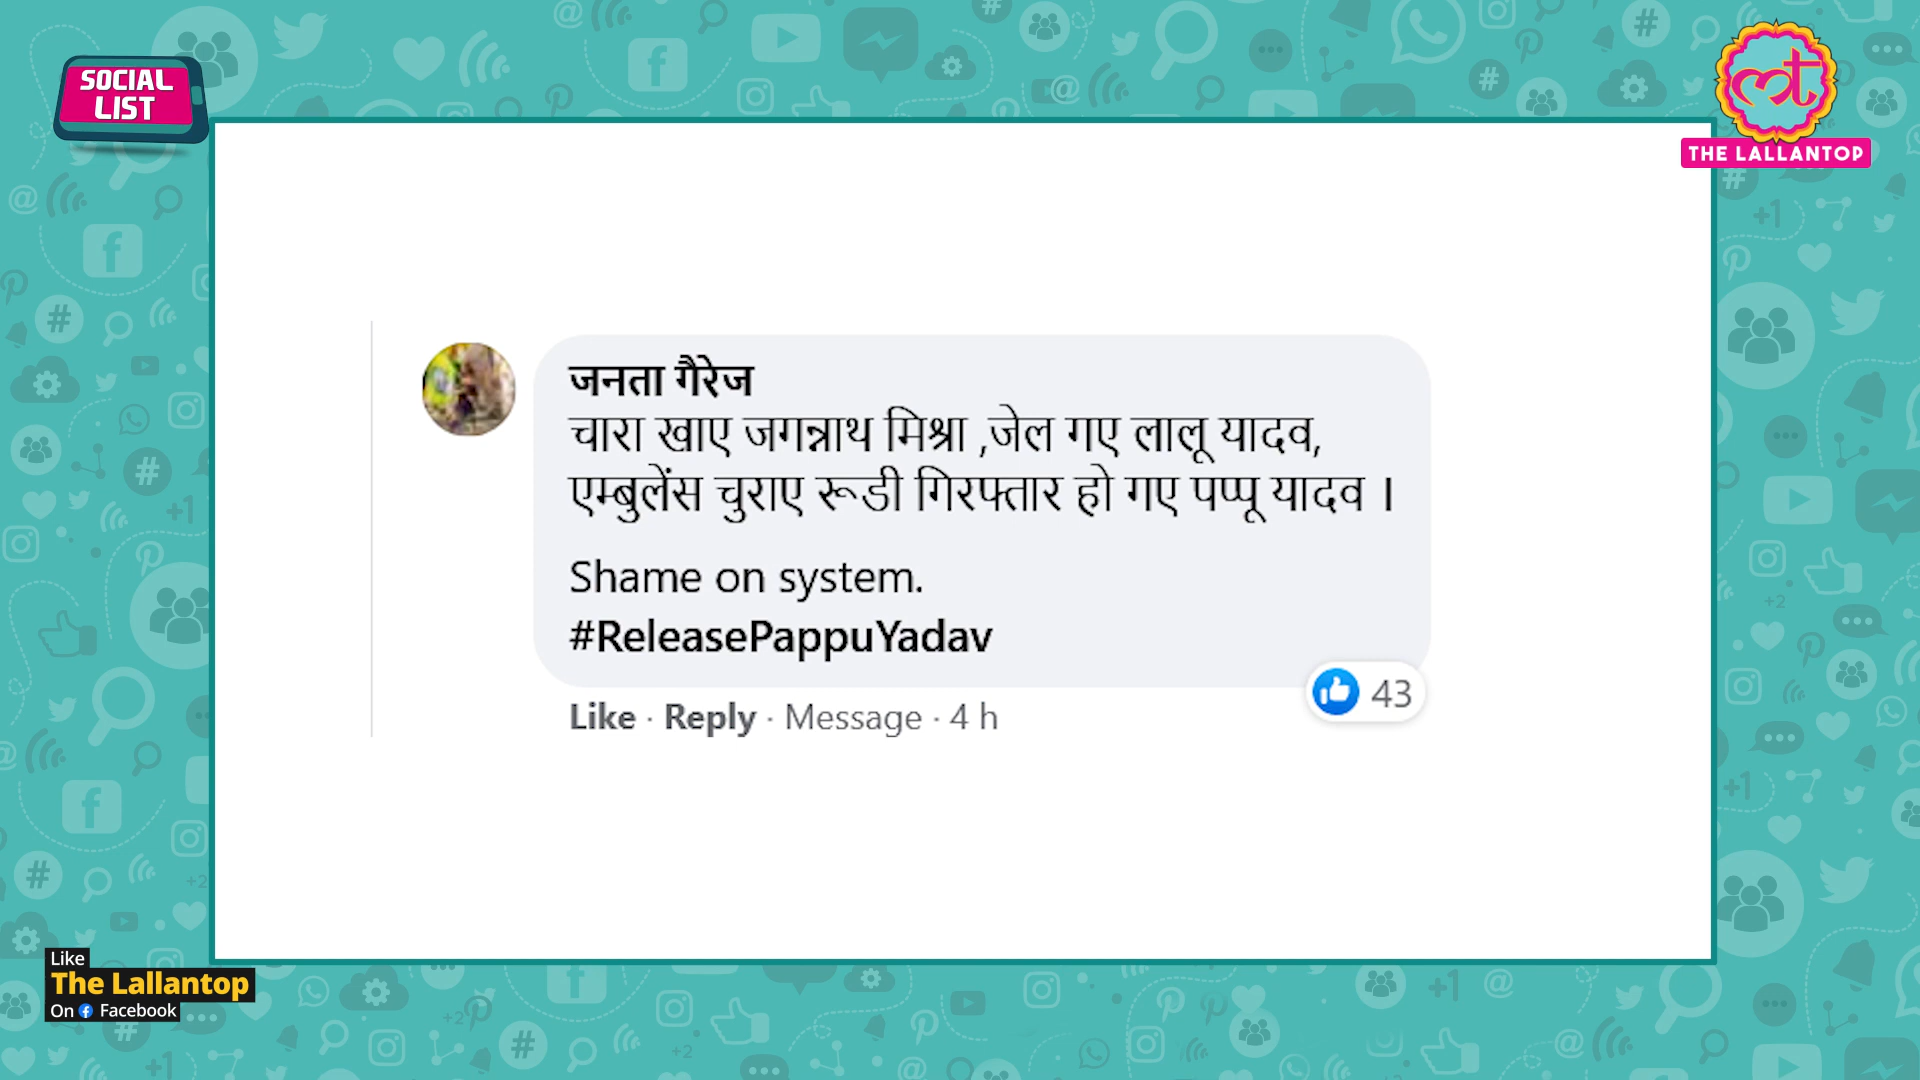 SOCIAL
LIST
THE LALLANTOP
जनता गैरेज
चारा खाए जगन्नाथ मिश्रा ,जेल गए लालू यादव,
एम्बुलेंस चुराए रूडी गिरफ्तार हो गए पप्पू यादव ।
Shame on system.
#ReleasePappuYadav
43
Like · Reply · Message · 4 h
Like
The Lallantop
On Facebook